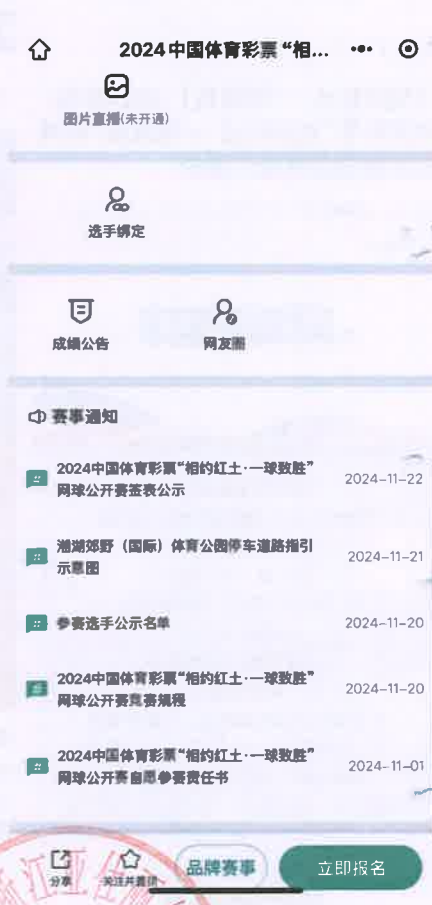 2024中国体育彩票“相...
图片直播(未开通)
选手绑定
成绩公告
网友圈
赛事通知
2024中国体育彩票“相约红土·一球致胜”
网球公开赛签表公示
2024-11-22
潮湖郊野（国际）体育公园停车道路指引
示意图
2024-11-21
参赛选手公示名单
2024-11-20
2024中国体育彩票“相约红土·一球致胜”
网球公开赛竞赛规程
2024-11-20
2024中国体育彩票“相约红土·一球致胜”
网球公开赛自愿参赛责任书
2024-11-01
分享
品牌赛事
立即报名
浙江亚